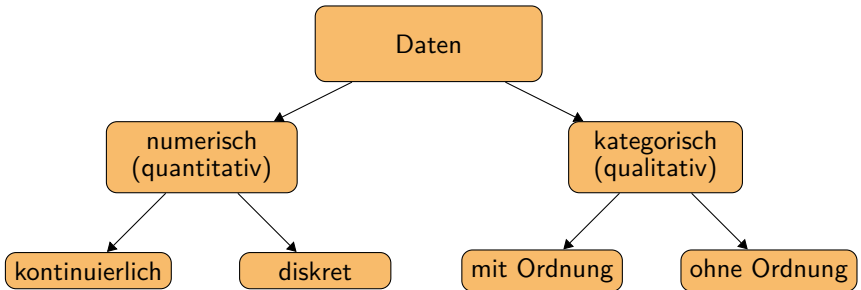 Daten
numerisch
(quantitativ)
kategorisch
(qualitativ)
kontinuierlich
diskret
mit Ordnung
ohne Ordnung